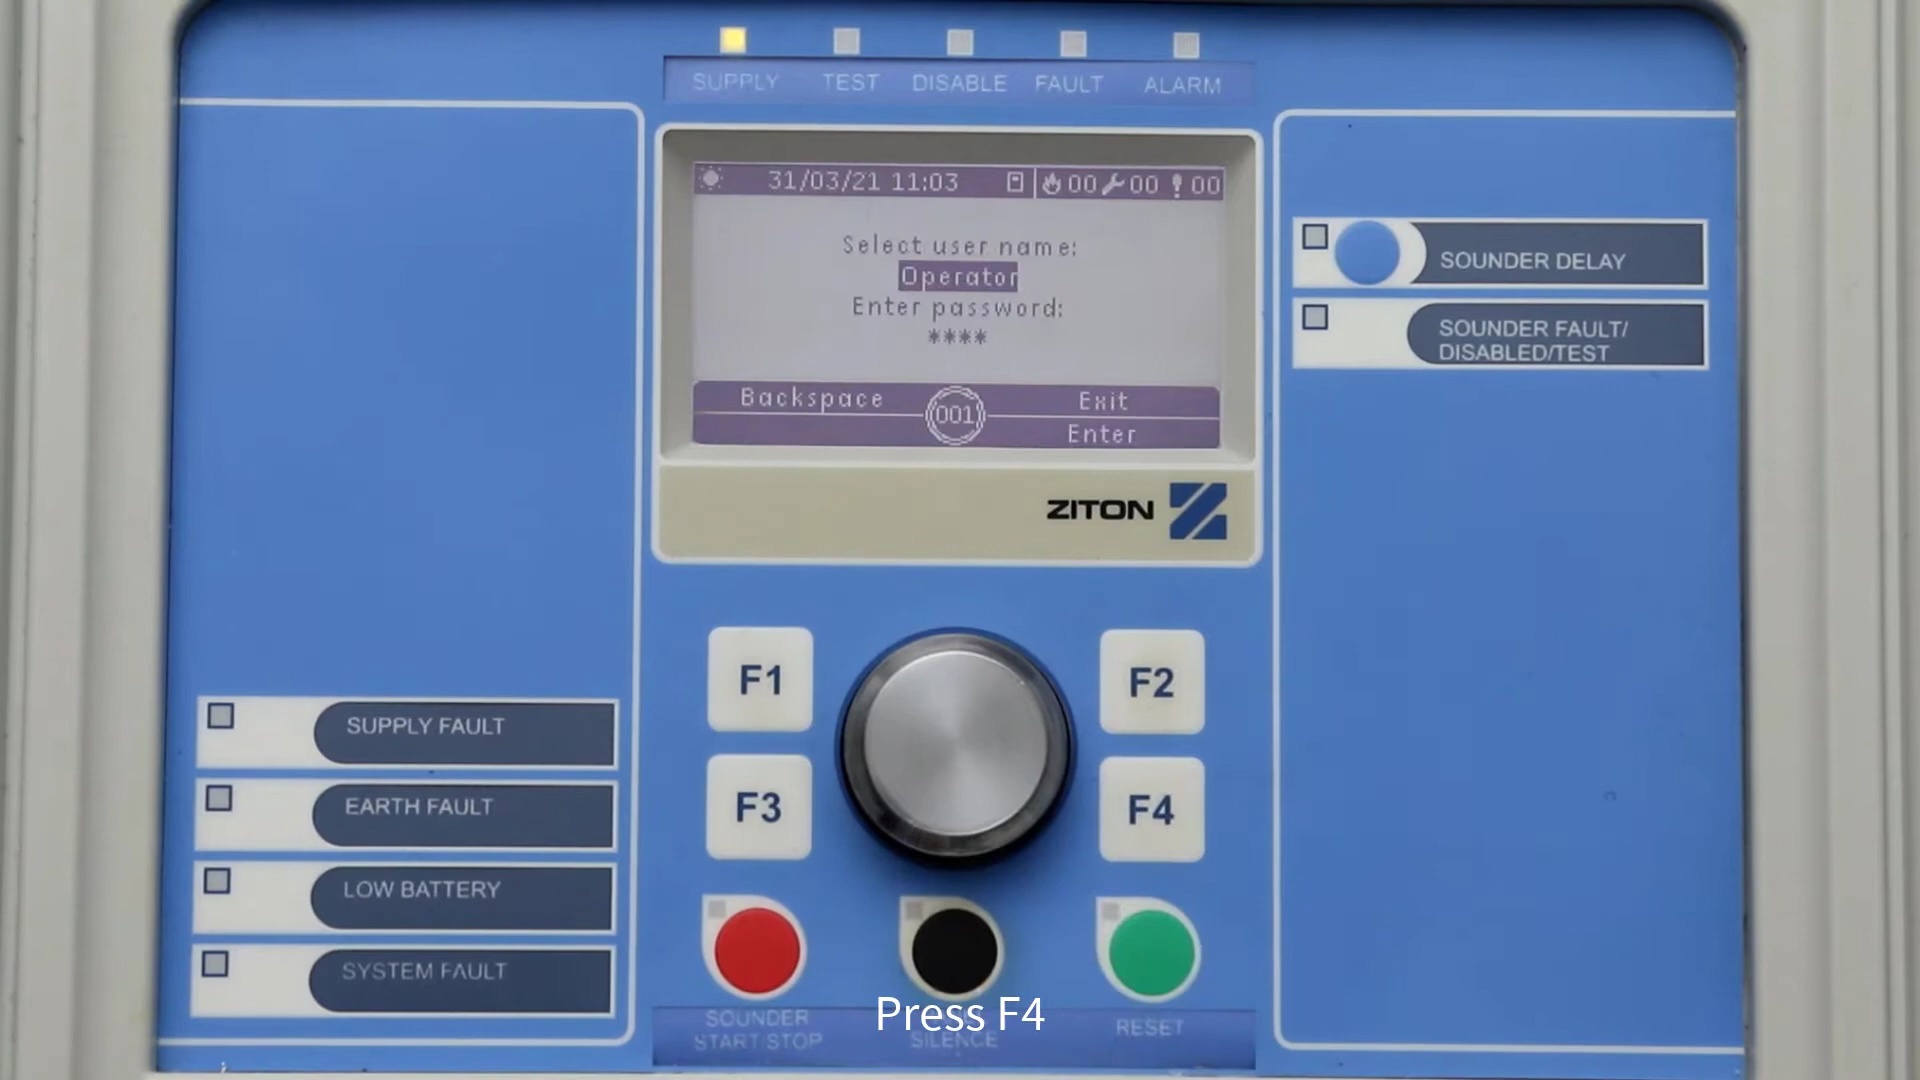 SUPPLY TEST DISABLE FAULT ALARM
31/03/21 11:03 00 00 00
Select user name:
Operator
Enter password:
****
Backspace Exit
001
Enter
ZITON
SOUNDER DELAY
SOUNDER FAULT/
DISABLED/TEST
F1 F2
F3 F4
SUPPLY FAULT
EARTH FAULT
LOW BATTERY
SYSTEM FAULT
SOUNDER
START/STOP
SILENCE
RESET
Press F4